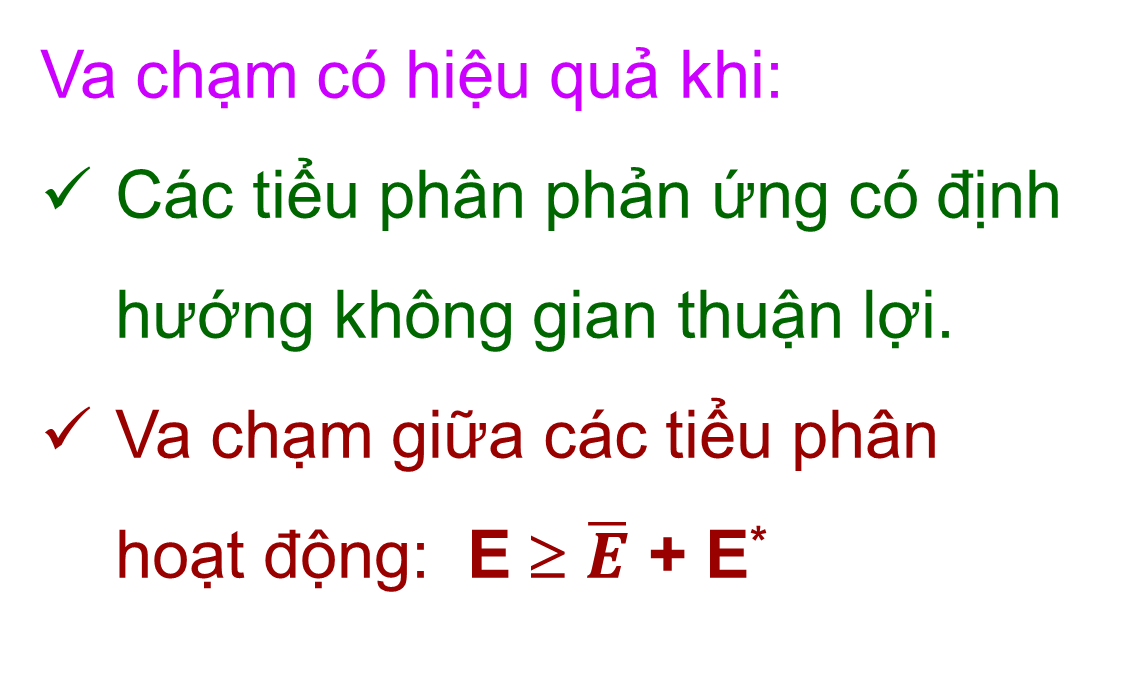 Va chạm có hiệu quả khi:
✓ Các tiểu phân phản ứng có định
hướng không gian thuận lợi.
✓ Va chạm giữa các tiểu phân
hoạt động: E ≥ E̅ + E*